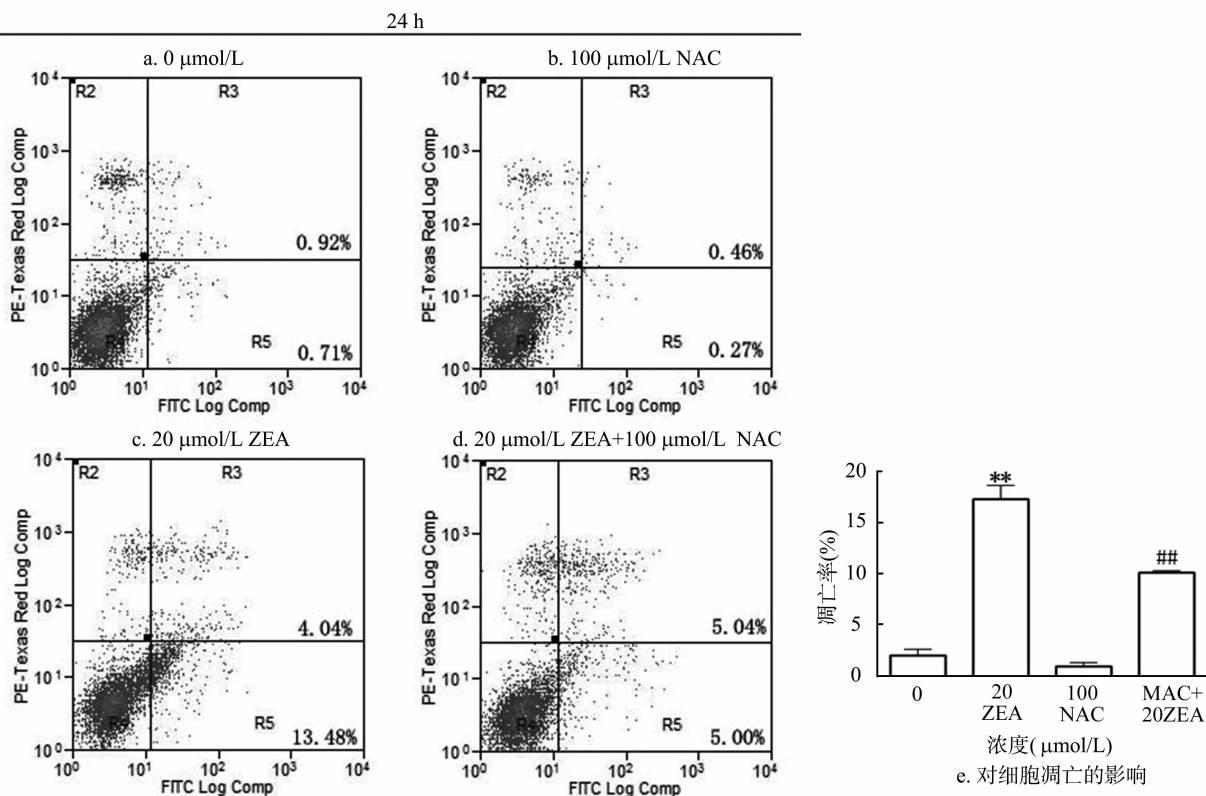 24 h
a. 0 μmol/L
b. 100 μmol/L NAC
10⁴
R2
R3
10³
10²
0.92%
10¹
R4
R5
0.71%
10⁰
10⁰ 10¹ 10² 10³ 10⁴
PE-Texas Red Log Comp
FITC Log Comp
10⁴
R2
R3
10³
10²
0.46%
10¹
R4
R5
0.27%
10⁰
10⁰ 10¹ 10² 10³ 10⁴
PE-Texas Red Log Comp
FITC Log Comp
c. 20 μmol/L ZEA
d. 20 μmol/L ZEA+100 μmol/L NAC
10⁴
R2
R3
10³
10²
4.04%
10¹
R4
R5
13.48%
10⁰
10⁰ 10¹ 10² 10³ 10⁴
PE-Texas Red Log Comp
FITC Log Comp
10⁴
R2
R3
10³
10²
5.04%
10¹
R4
R5
5.00%
10⁰
10⁰ 10¹ 10² 10³ 10⁴
PE-Texas Red Log Comp
FITC Log Comp
20
**
15
##
10
5
0
凋亡率(%)
0 20 100 MAC+
ZEA NAC 20ZEA
浓度( μmol/L)
e. 对细胞凋亡的影响